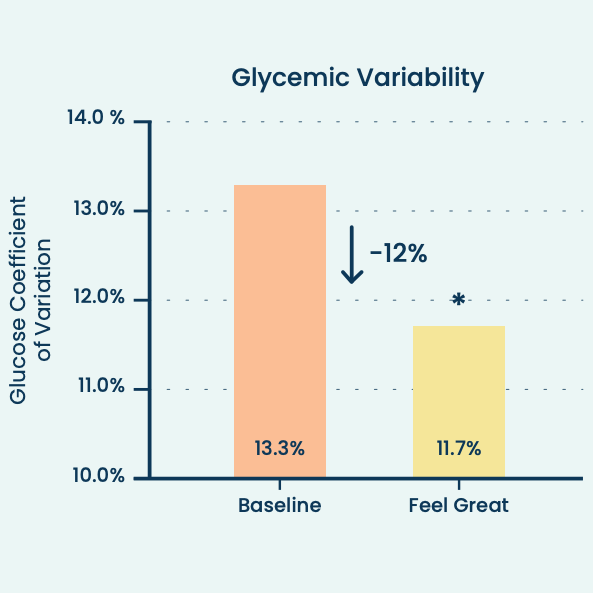 Glycemic Variability
Glucose Coefficient
of Variation
14.0 %
13.0%
12.0%
11.0%
10.0%
-12%
*
13.3%
11.7%
Baseline
Feel Great